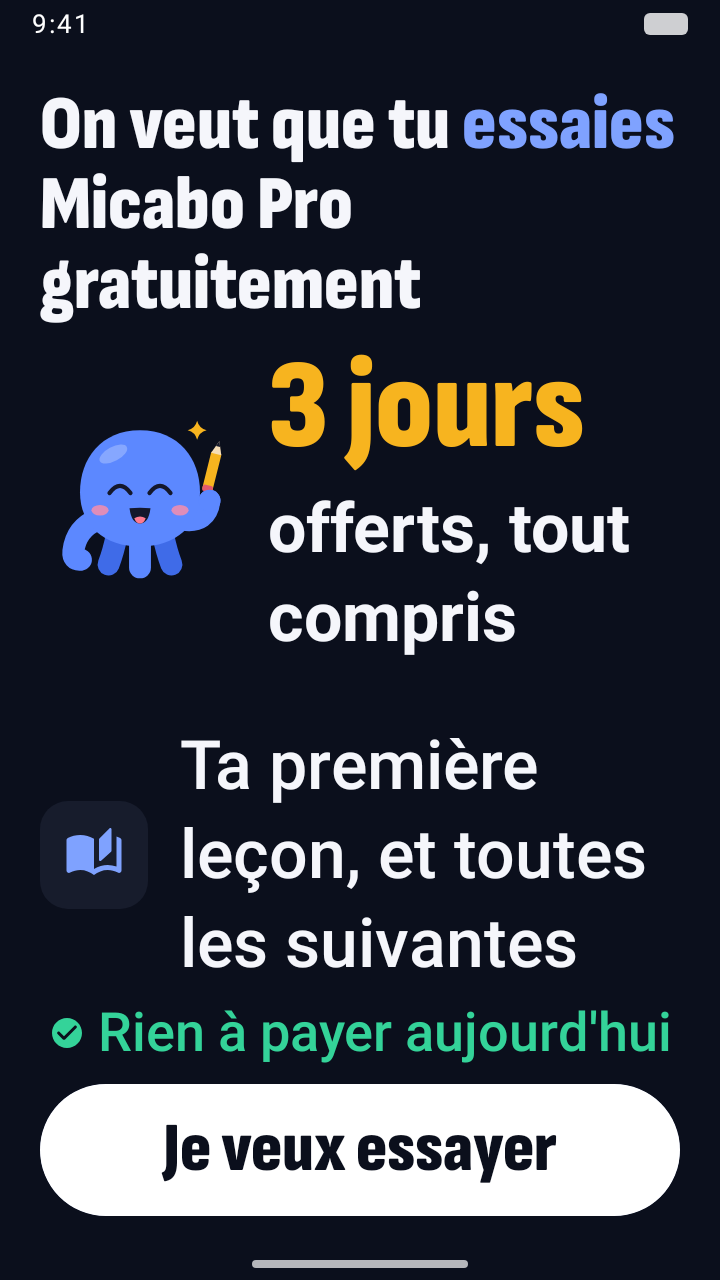 9:41
On veut que tu essaies
Micabo Pro
gratuitement
3 jours
offerts, tout
compris
Ta première
leçon, et toutes
les suivantes
Rien à payer aujourd'hui
Je veux essayer